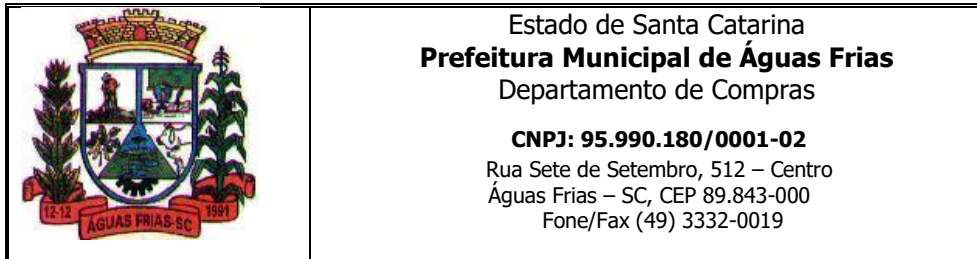 Estado de Santa Catarina
Prefeitura Municipal de Águas Frias
Departamento de Compras
CNPJ: 95.990.180/0001-02
Rua Sete de Setembro, 512 – Centro
Águas Frias – SC, CEP 89.843-000
Fone/Fax (49) 3332-0019
12-12
ÁGUAS FRIAS-SC
1991